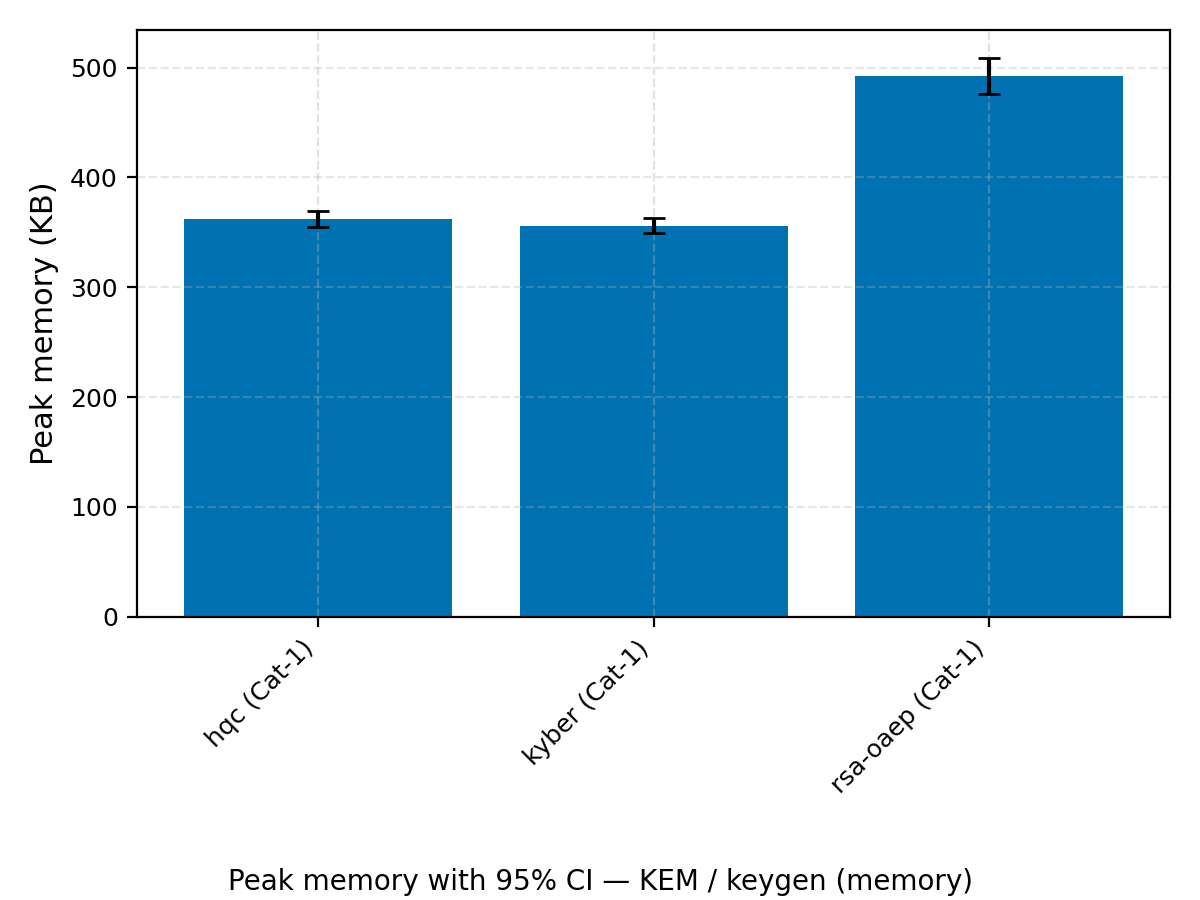 500
400
300
200
100
0
Peak memory (KB)
hqc (Cat-1)
kyber (Cat-1)
rsa-oaep (Cat-1)
Peak memory with 95% CI — KEM / keygen (memory)